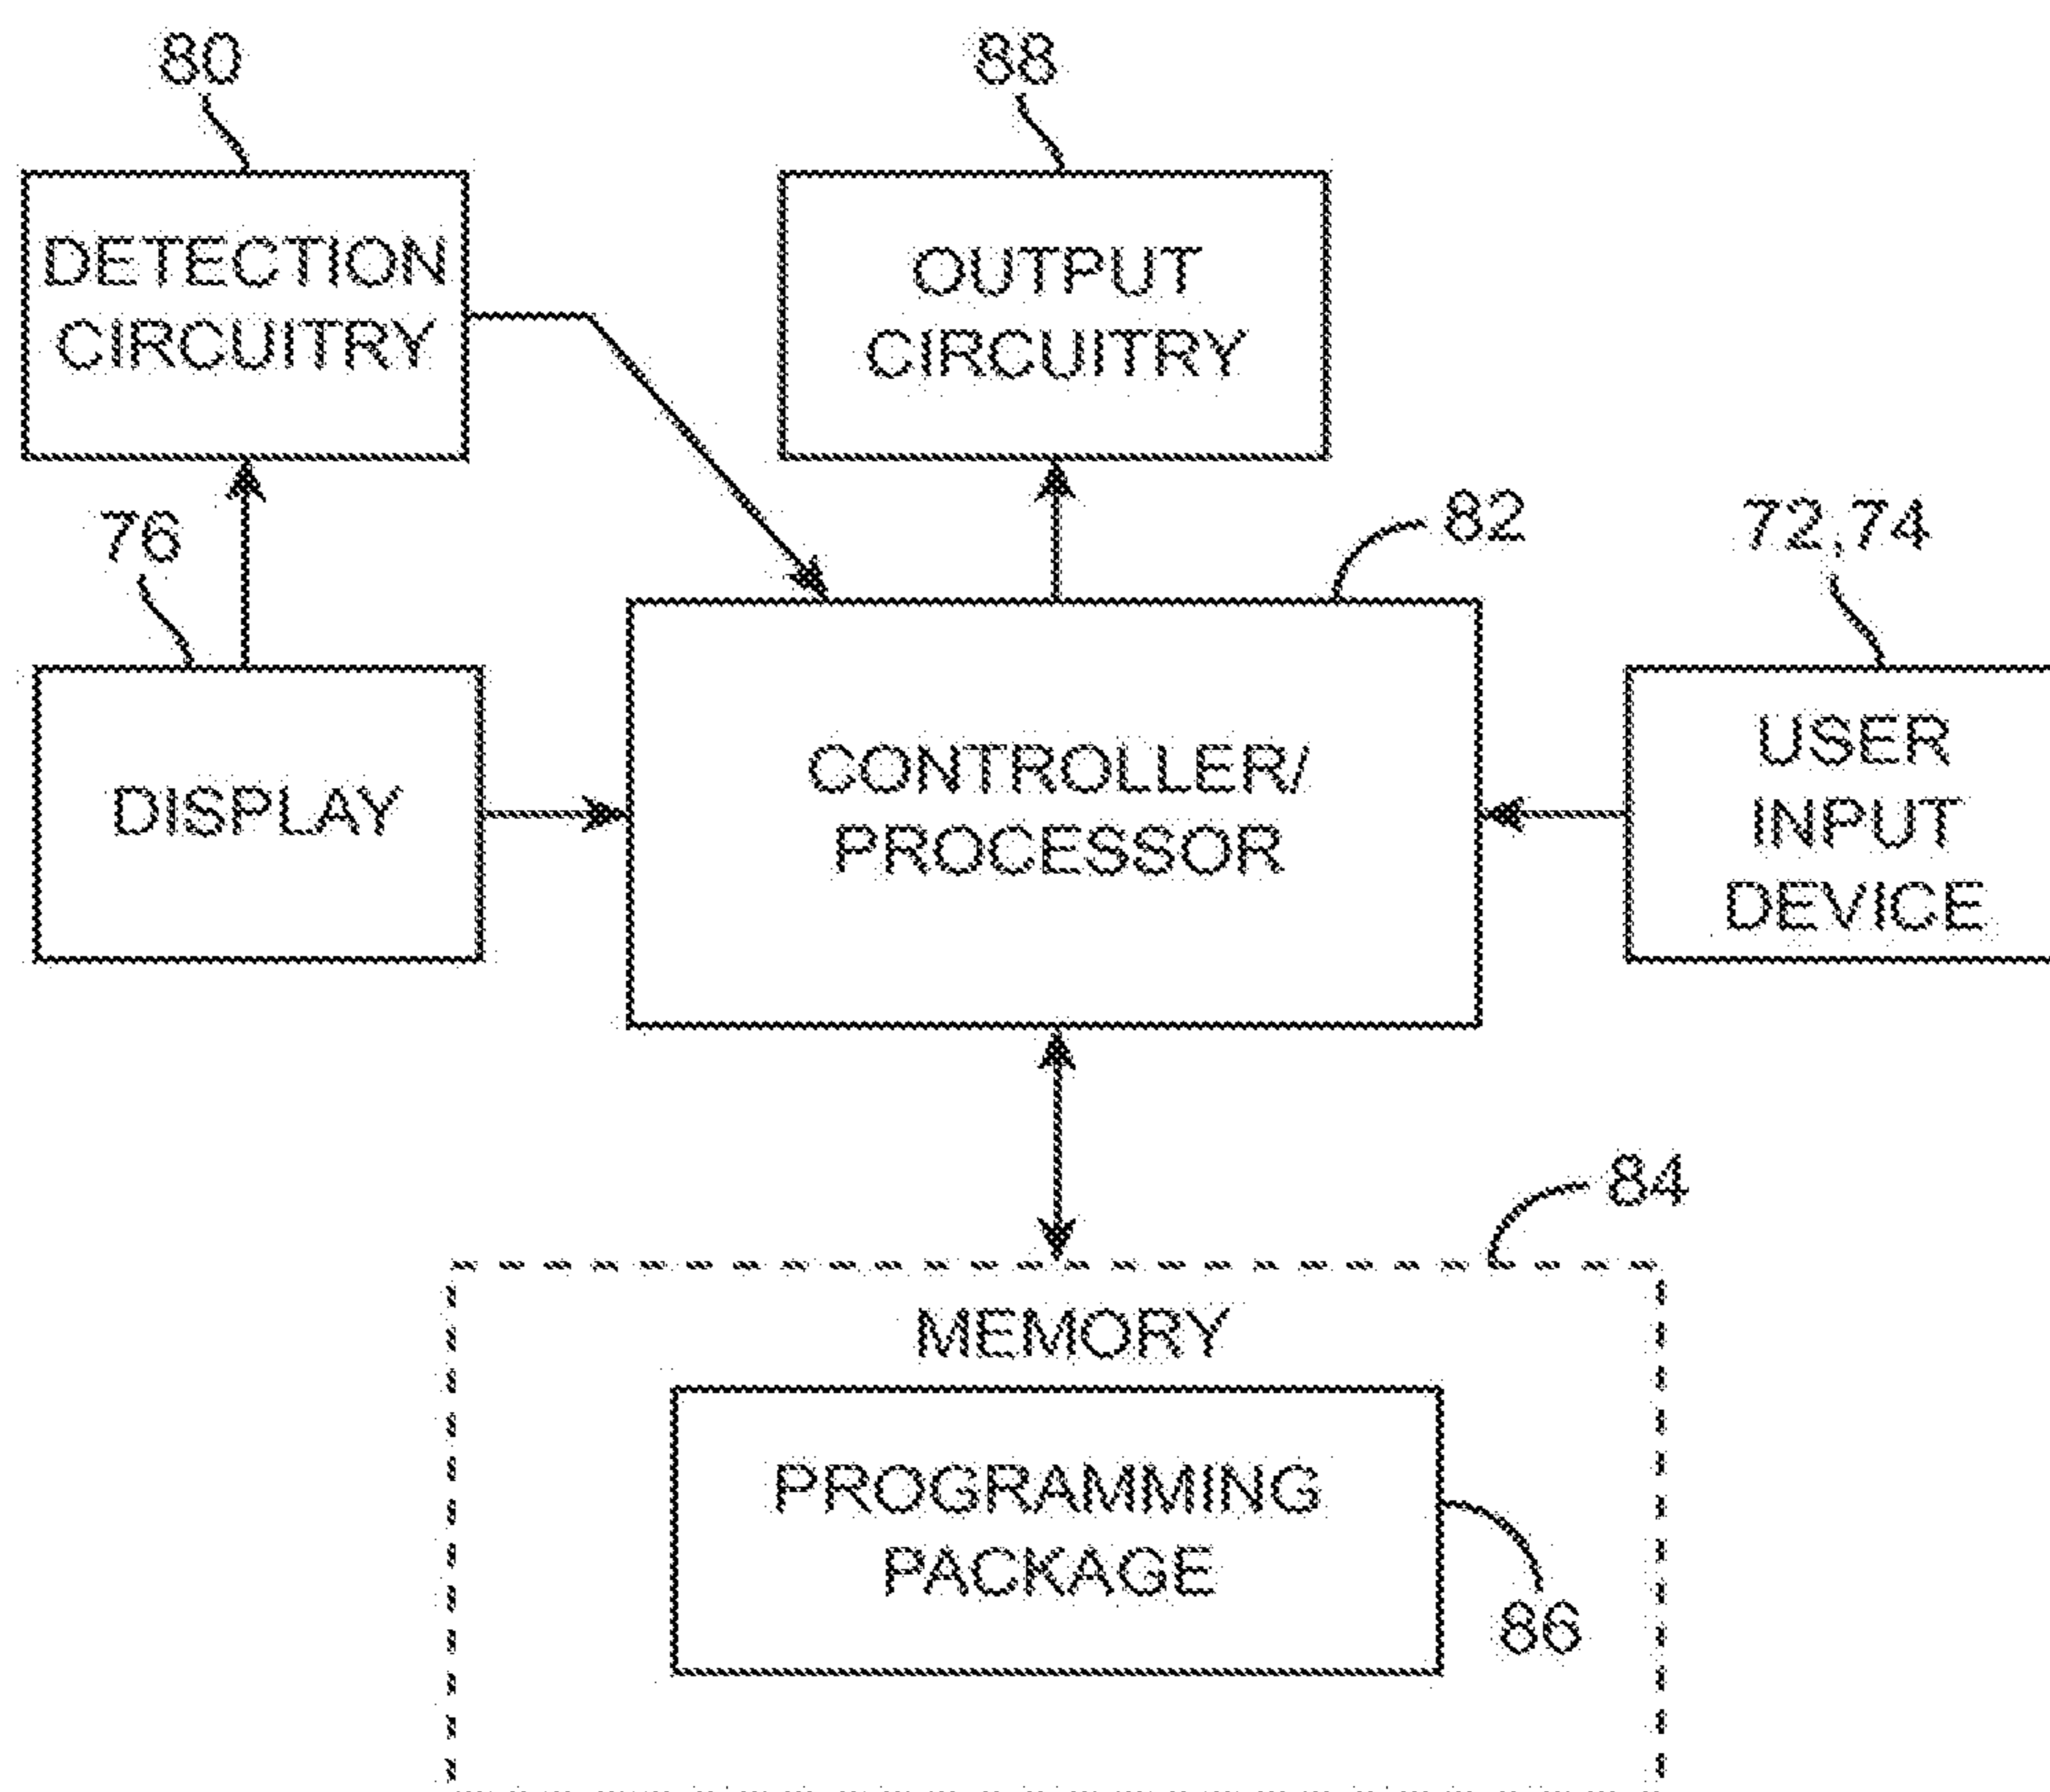 80
88
DETECTION
CIRCUITRY
OUTPUT
CIRCUITRY
76
82
72,74
DISPLAY
CONTROLLER/
PROCESSOR
USER
INPUT
DEVICE
84
MEMORY
PROGRAMMING
PACKAGE
86